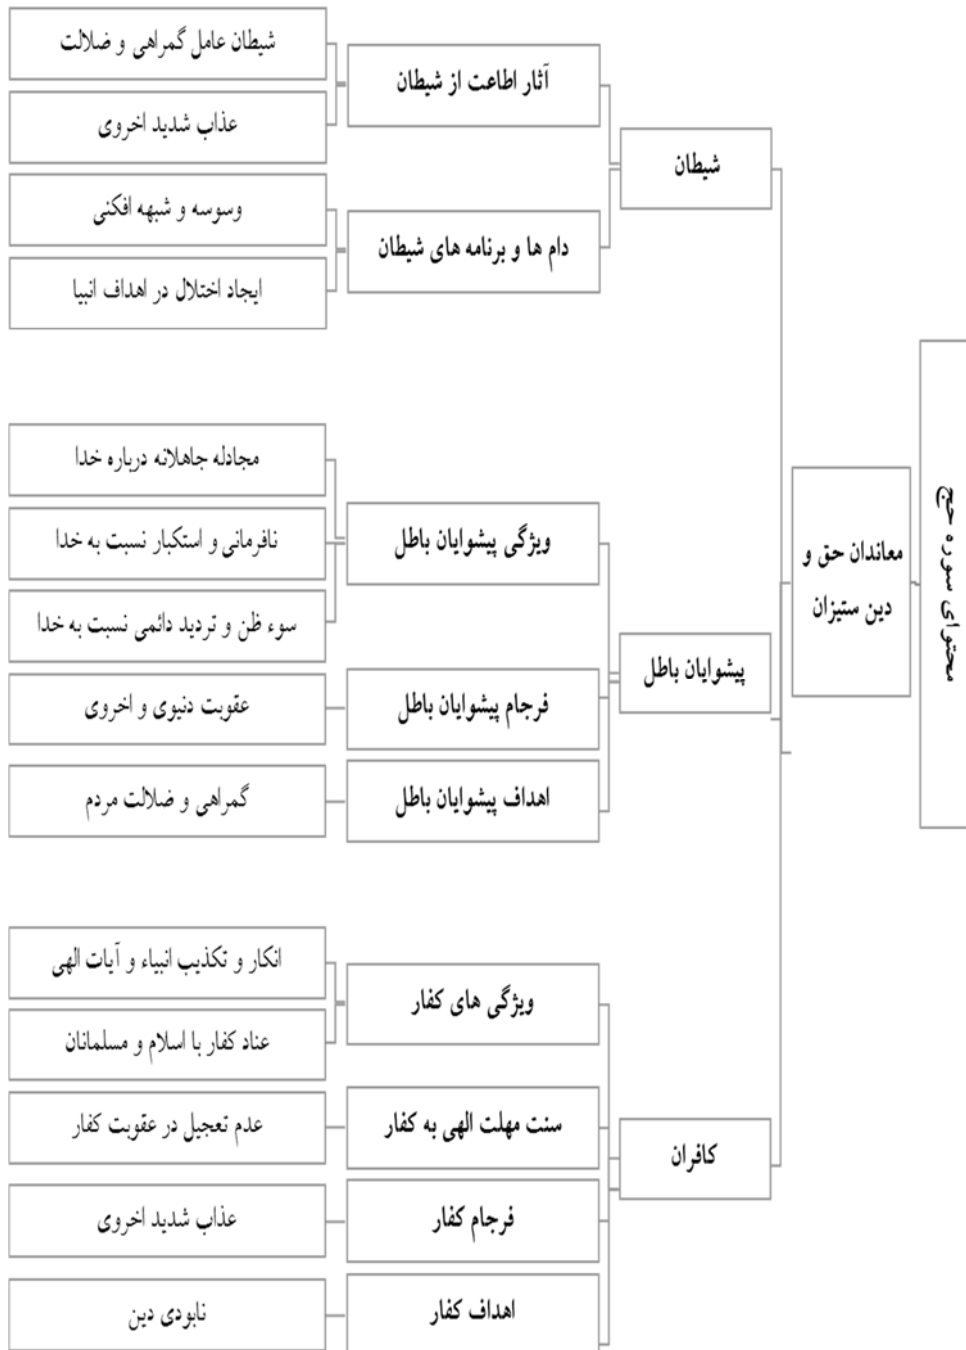 محتوای سوره حج
معاندان حق و
دین ستیزان
شیطان
آثار اطاعت از شیطان
شیطان عامل گمراهی و ضلالت
عذاب شدید اخروی
دام ها و برنامه های شیطان
وسوسه و شبهه افکنی
ایجاد اختلال در اهداف انبیا
پیشوایان باطل
ویژگی پیشوایان باطل
مجادله جاهلانه درباره خدا
نافرمانی و استکبار نسبت به خدا
سوء ظن و تردید دائمی نسبت به خدا
فرجام پیشوایان باطل
عقوبت دنیوی و اخروی
اهداف پیشوایان باطل
گمراهی و ضلالت مردم
کافران
ویژگی های کفار
انکار و تکذیب انبیاء و آیات الهی
عناد کفار با اسلام و مسلمانان
سنت مهلت الهی به کفار
عدم تعجیل در عقوبت کفار
فرجام کفار
عذاب شدید اخروی
اهداف کفار
نابودی دین